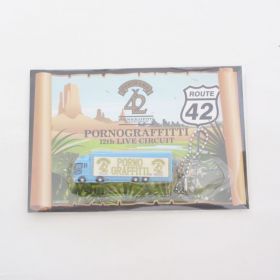 42
ROUTE
42
PORNOGRAFFITTI
12th LIVE CIRCUIT
PORNO
GRAFFITTI